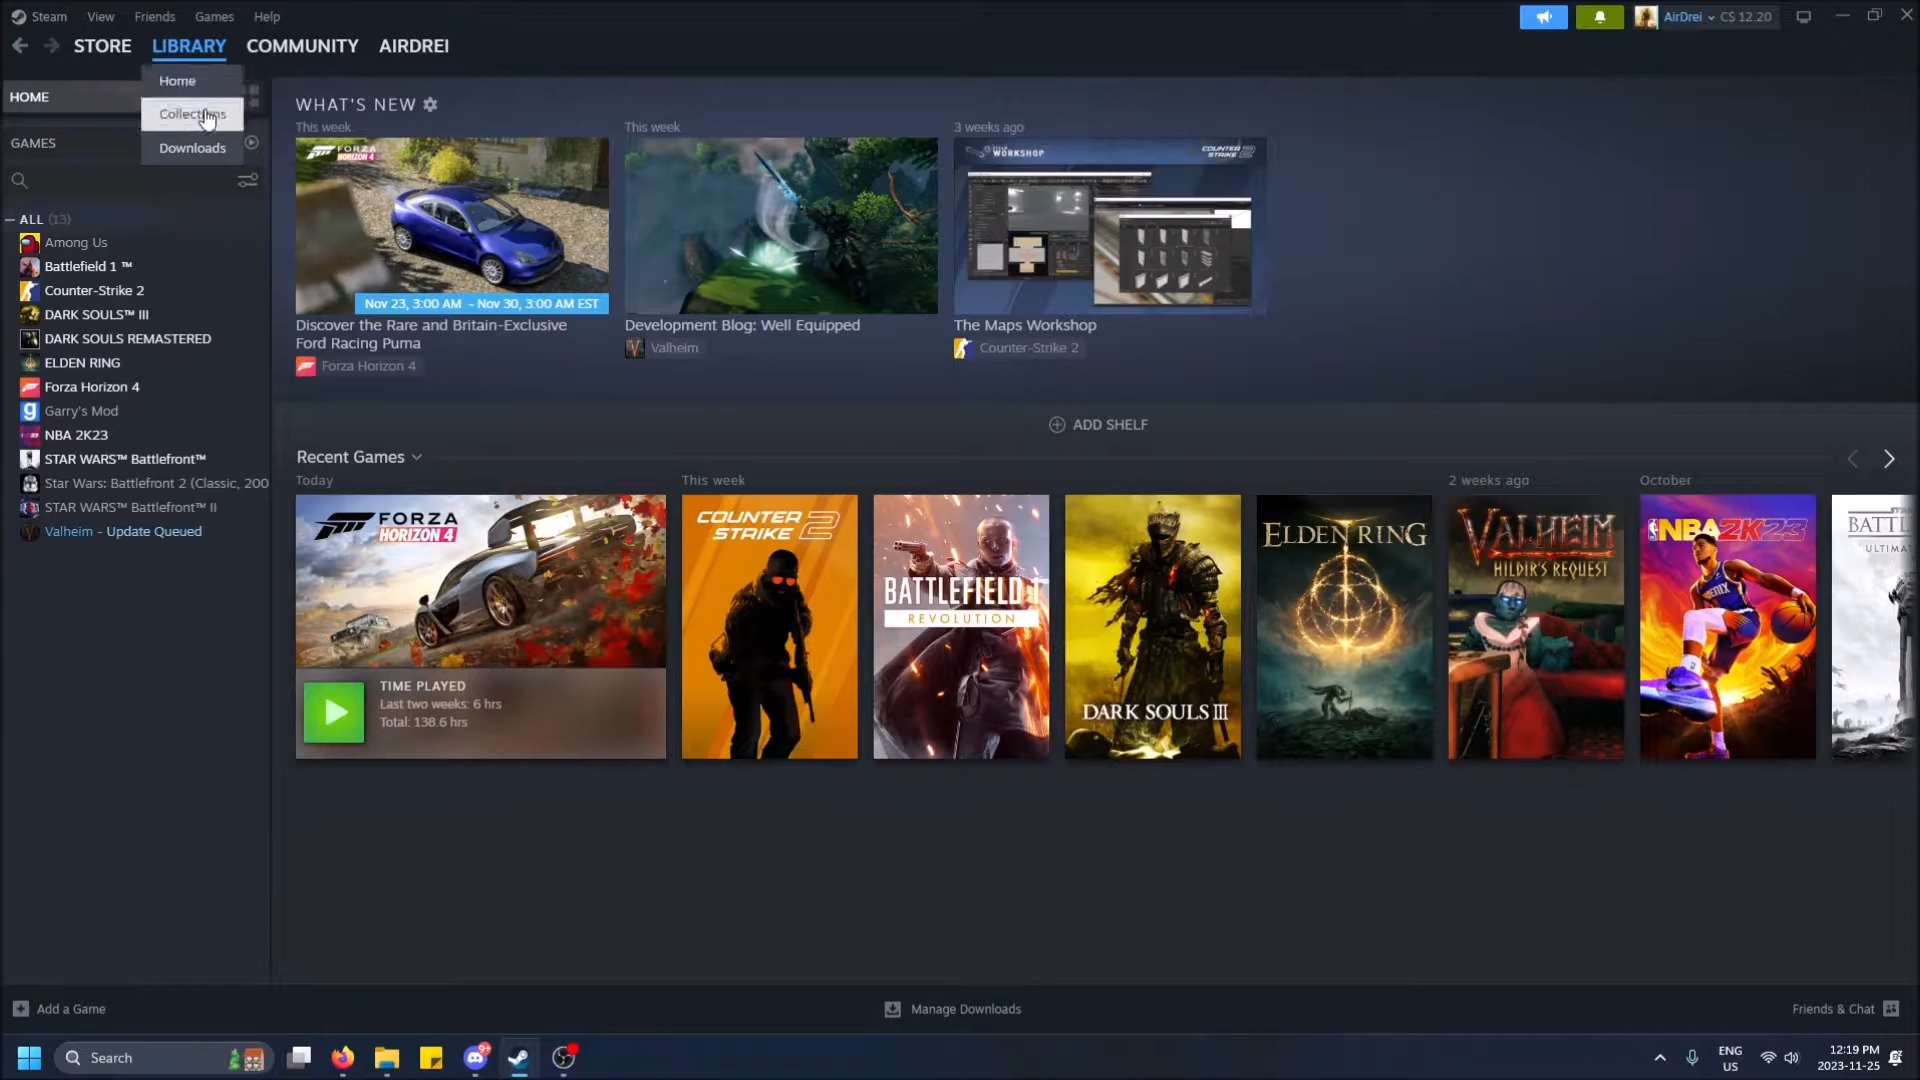 Steam View Friends Games Help
AirDrei C$ 12.20
STORE LIBRARY COMMUNITY AIRDREI
Home
Collections
Downloads
HOME
GAMES
ALL (13)
Among Us
Battlefield 1 ™
Counter-Strike 2
DARK SOULS™ III
DARK SOULS REMASTERED
ELDEN RING
Forza Horizon 4
Garry's Mod
NBA 2K23
STAR WARS™ Battlefront™
Star Wars: Battlefront 2 (Classic, 200
STAR WARS™ Battlefront™ II
Valheim - Update Queued
WHAT'S NEW
This week
FORZA
HORIZON 4
Nov 23, 3:00 AM - Nov 30, 3:00 AM EST
Discover the Rare and Britain-Exclusive
Ford Racing Puma
Forza Horizon 4
This week
Development Blog: Well Equipped
Valheim
3 weeks ago
WORKSHOP
COUNTER
STRIKE 2
The Maps Workshop
Counter-Strike 2
ADD SHELF
Recent Games
Today
FORZA
HORIZON 4
TIME PLAYED
Last two weeks: 6 hrs
Total: 138.6 hrs
This week
COUNTER
STRIKE 2
BATTLEFIELD 1
REVOLUTION
DARK SOULS III
ELDEN RING
2 weeks ago
VALHEIM
HILDIR'S REQUEST
October
NBA 2K23
PHOENIX
STAR
BATTL
ULTIMAT
Add a Game
Manage Downloads
Friends & Chat
Search
9+
ENG
US
12:19 PM
2023-11-25